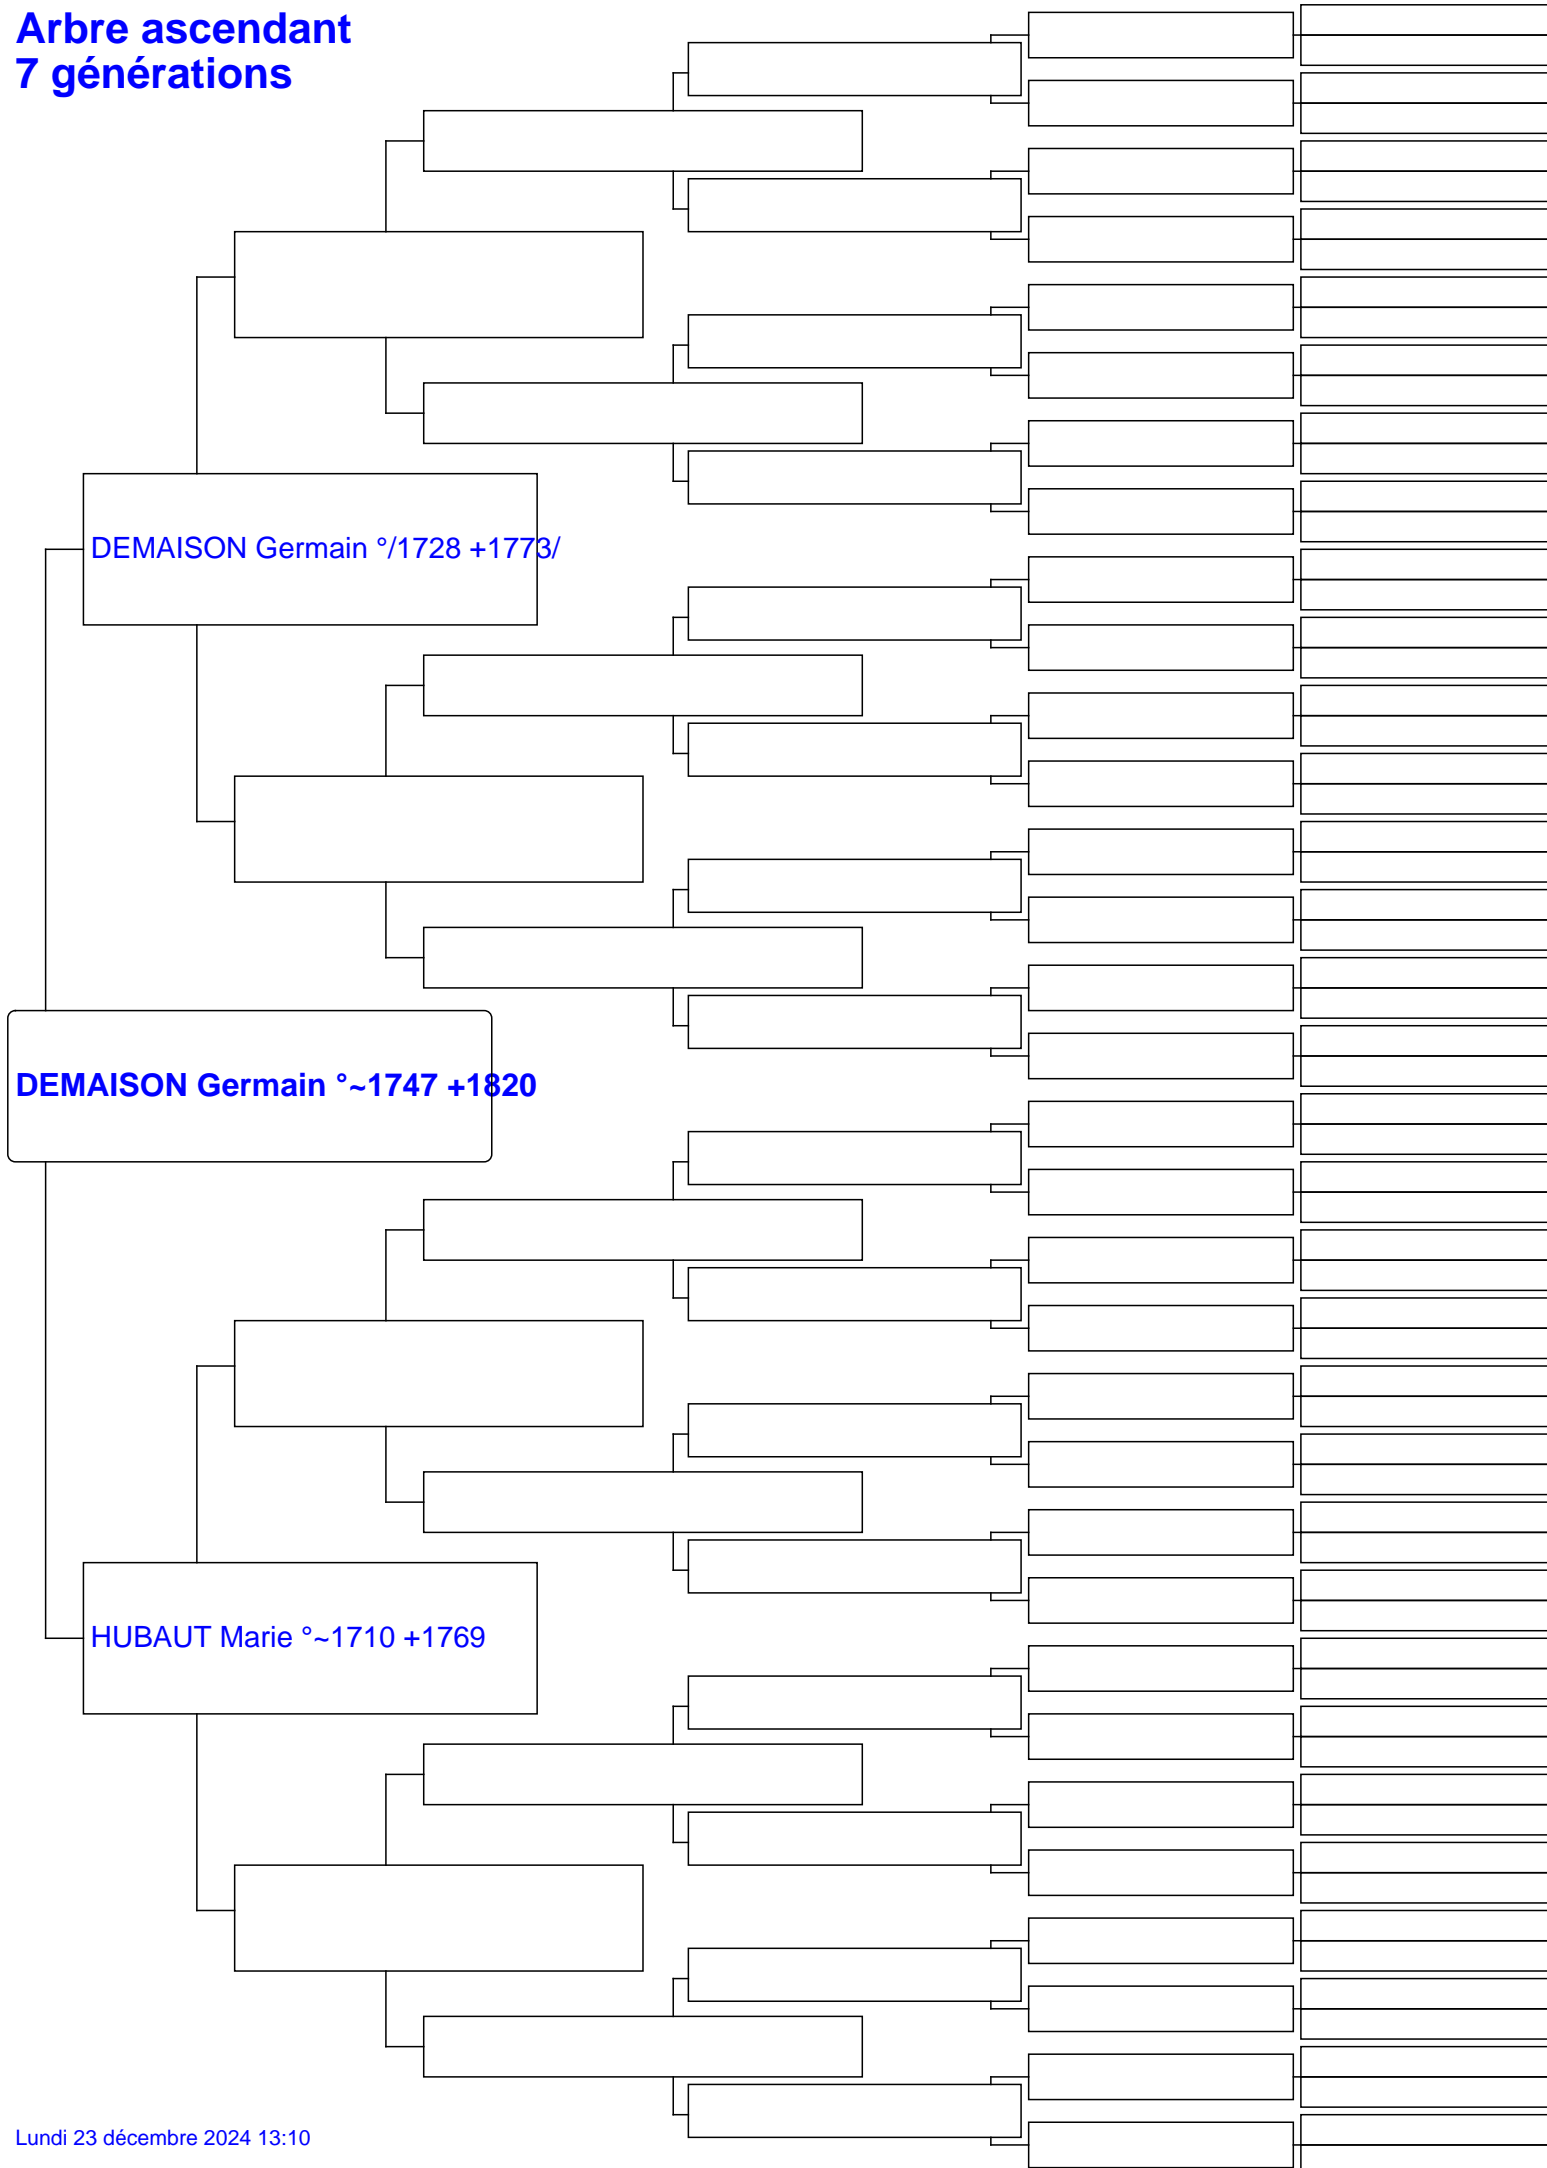 Arbre ascendant
7 générations
DEMAISON Germain °/1728 +1773/
DEMAISON Germain °~1747 +1820
HUBAUT Marie °~1710 +1769
Lundi 23 décembre 2024 13:10